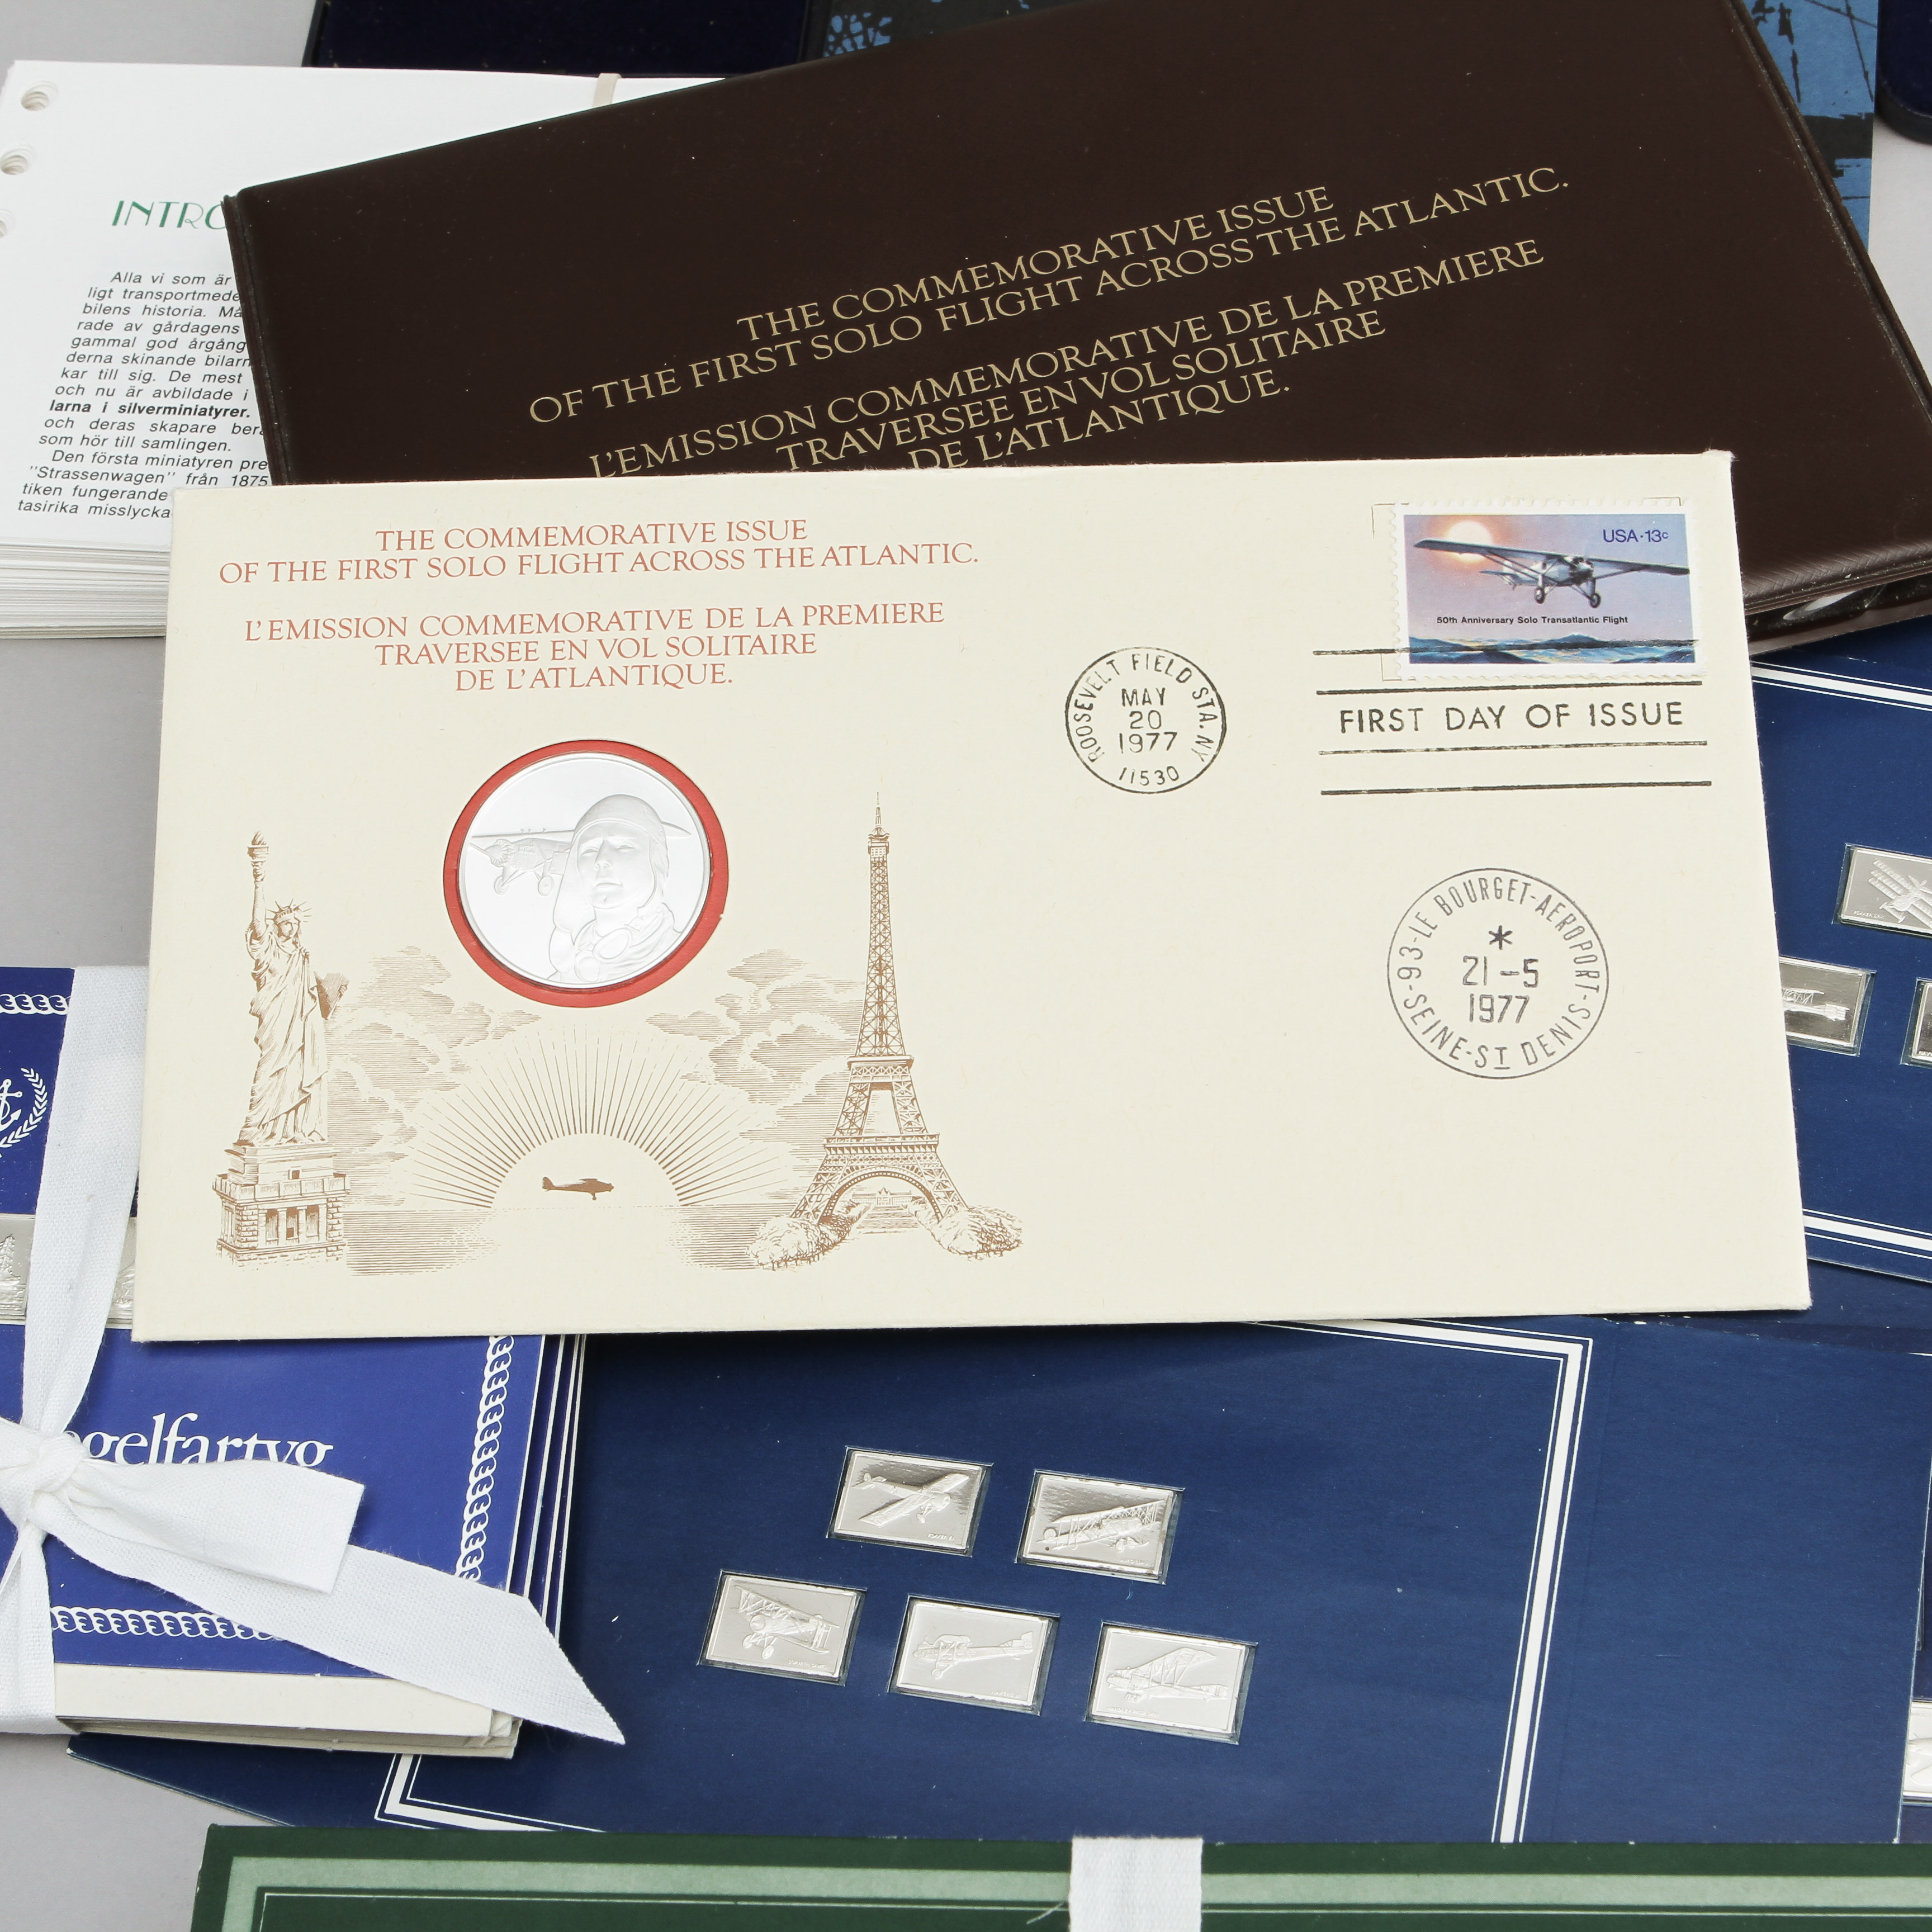 INTRO
Alla vi som är
ligt transportmede
bilens historia. Må
rade av gårdagens
gammal god årgång
derna skinande bilarn
kar till sig. De mest
och nu är avbildade i
larna i silverminiatyrer.
och deras skapare berä
som hör till samlingen.
Den första miniatyren pre
"Strassenwagen" från 1875
tiken fungerande
tasirika misslycka
THE COMMEMORATIVE ISSUE
OF THE FIRST SOLO FLIGHT ACROSS THE ATLANTIC.
L'EMISSION COMMEMORATIVE DE LA PREMIERE
TRAVERSEE EN VOL SOLITAIRE
DE L'ATLANTIQUE.
THE COMMEMORATIVE ISSUE
OF THE FIRST SOLO FLIGHT ACROSS THE ATLANTIC.
L'EMISSION COMMEMORATIVE DE LA PREMIERE
TRAVERSEE EN VOL SOLITAIRE
DE L'ATLANTIQUE.
USA·13c
50th Anniversary Solo Transatlantic Flight
ROOSEVELT FIELD STA. NY
MAY
20
1977
11530
FIRST DAY OF ISSUE
93-LE BOURGET-AEROPORT-S
21-5
1977
SEINE-ST DENIS
gelfartyg